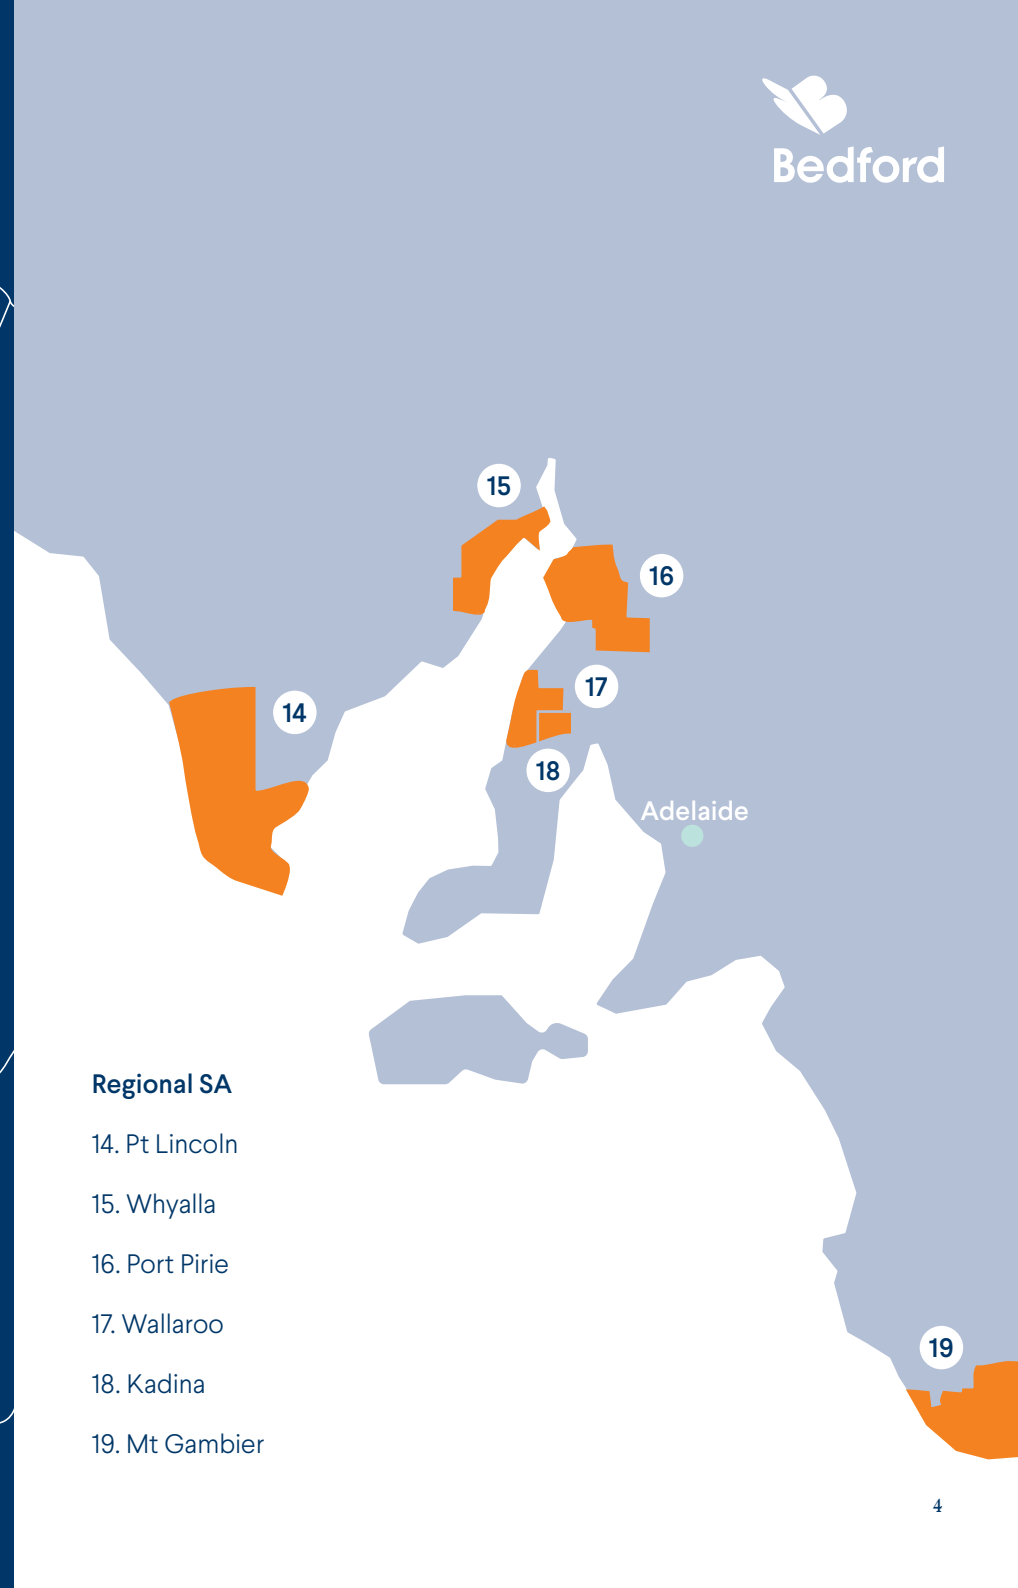 Bedford
15
16
17
14
18
Adelaide
Regional SA
14. Pt Lincoln
15. Whyalla
16. Port Pirie
17. Wallaroo
18. Kadina
19. Mt Gambier
19
4